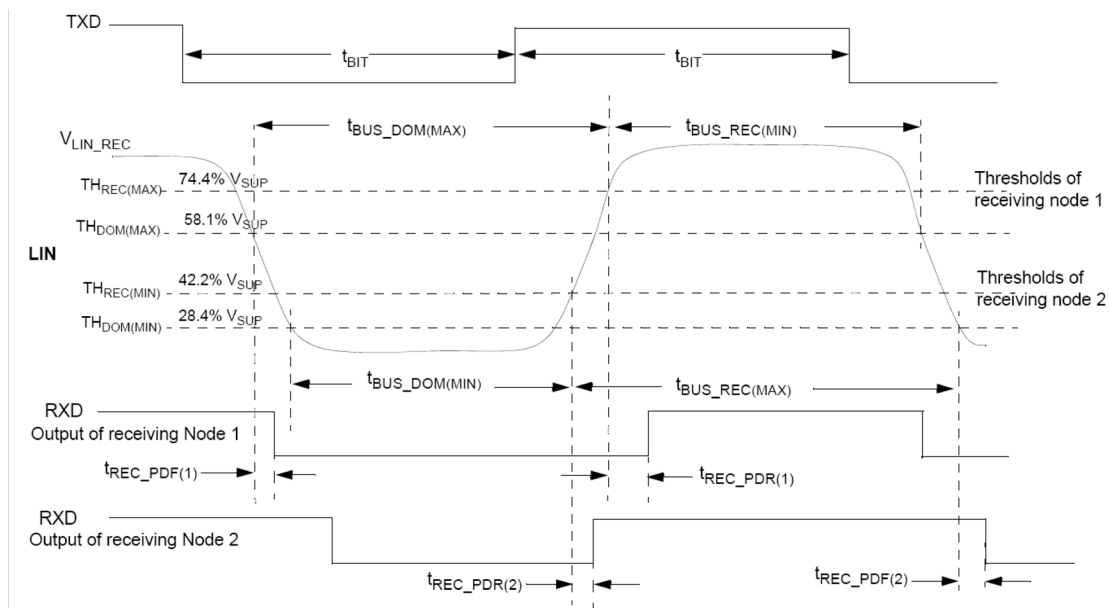 TXD
tBIT
tBIT
tBUS_DOM(MAX)
tBUS_REC(MIN)
VLIN_REC
THREC(MAX) 74.4% VSUP
Thresholds of
receiving node 1
THDOM(MAX) 58.1% VSUP
LIN
THREC(MIN) 42.2% VSUP
Thresholds of
receiving node 2
THDOM(MIN) 28.4% VSUP
tBUS_DOM(MIN)
tBUS_REC(MAX)
RXD
Output of receiving Node 1
tREC_PDF(1)
tREC_PDR(1)
RXD
Output of receiving Node 2
tREC_PDR(2)
tREC_PDF(2)